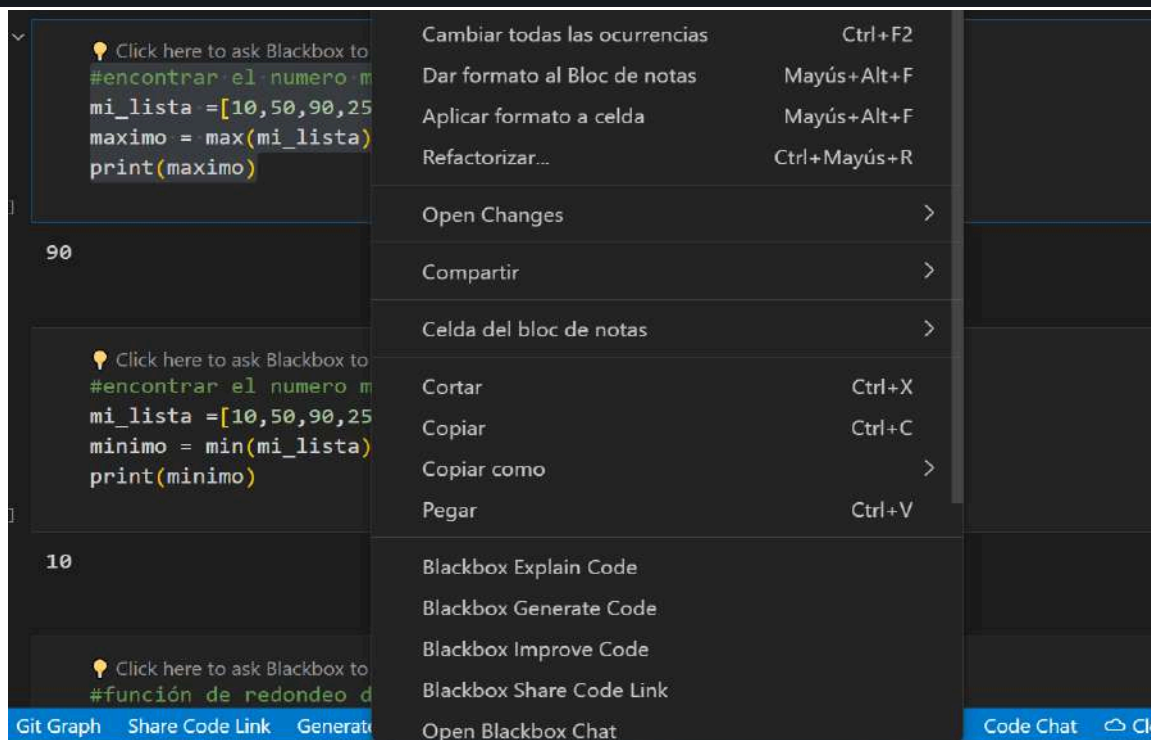 Click here to ask Blackbox to
#encontrar el numero m
mi_lista =[10,50,90,25
maximo = max(mi_lista)
print(maximo)
90
Click here to ask Blackbox to
#encontrar el numero m
mi_lista =[10,50,90,25
minimo = min(mi_lista)
print(minimo)
10
Click here to ask Blackbox to
#función de redondeo d
Cambiar todas las ocurrencias Ctrl+F2
Dar formato al Bloc de notas Mayús+Alt+F
Aplicar formato a celda Mayús+Alt+F
Refactorizar... Ctrl+Mayús+R
Open Changes
Compartir
Celda del bloc de notas
Cortar Ctrl+X
Copiar Ctrl+C
Copiar como
Pegar Ctrl+V
Blackbox Explain Code
Blackbox Generate Code
Blackbox Improve Code
Blackbox Share Code Link
Open Blackbox Chat
Git Graph Share Code Link Generat Code Chat Cl